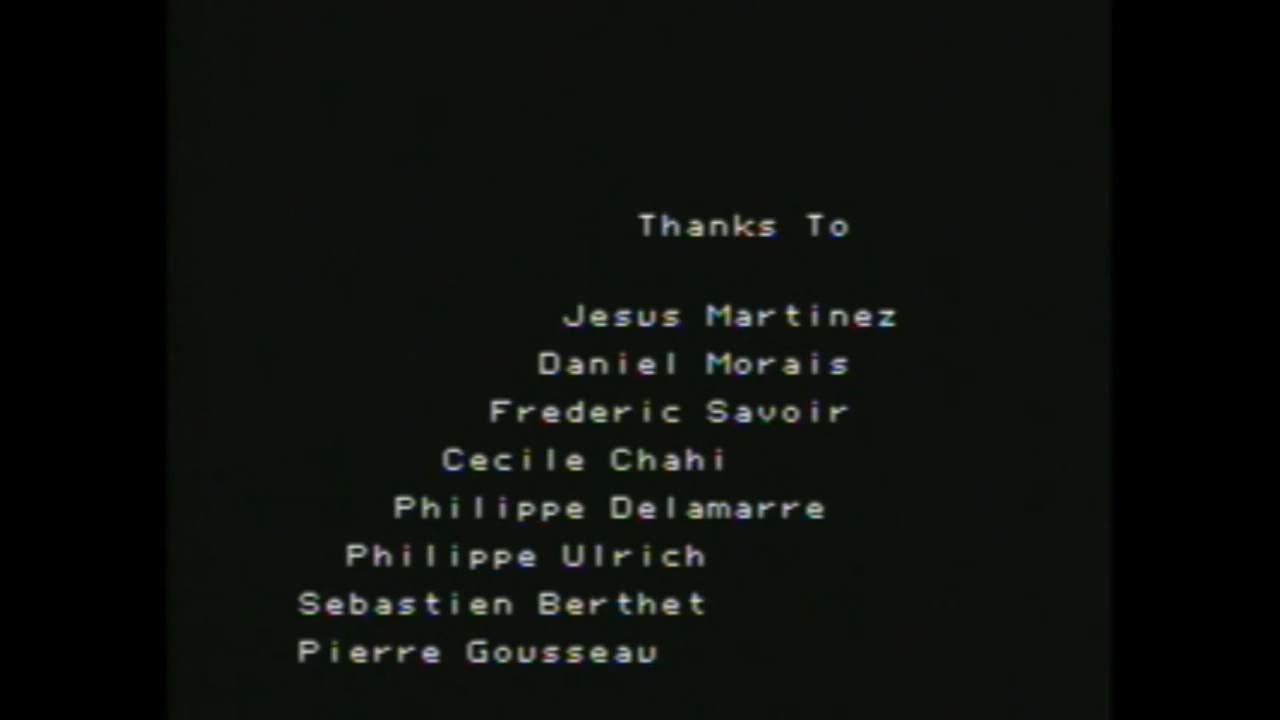 Thanks To
Jesus Martinez
Daniel Morais
Frederic Savoir
Cecile Chahi
Philippe Delamarre
Philippe Ulrich
Sebastien Berthet
Pierre Gousseau